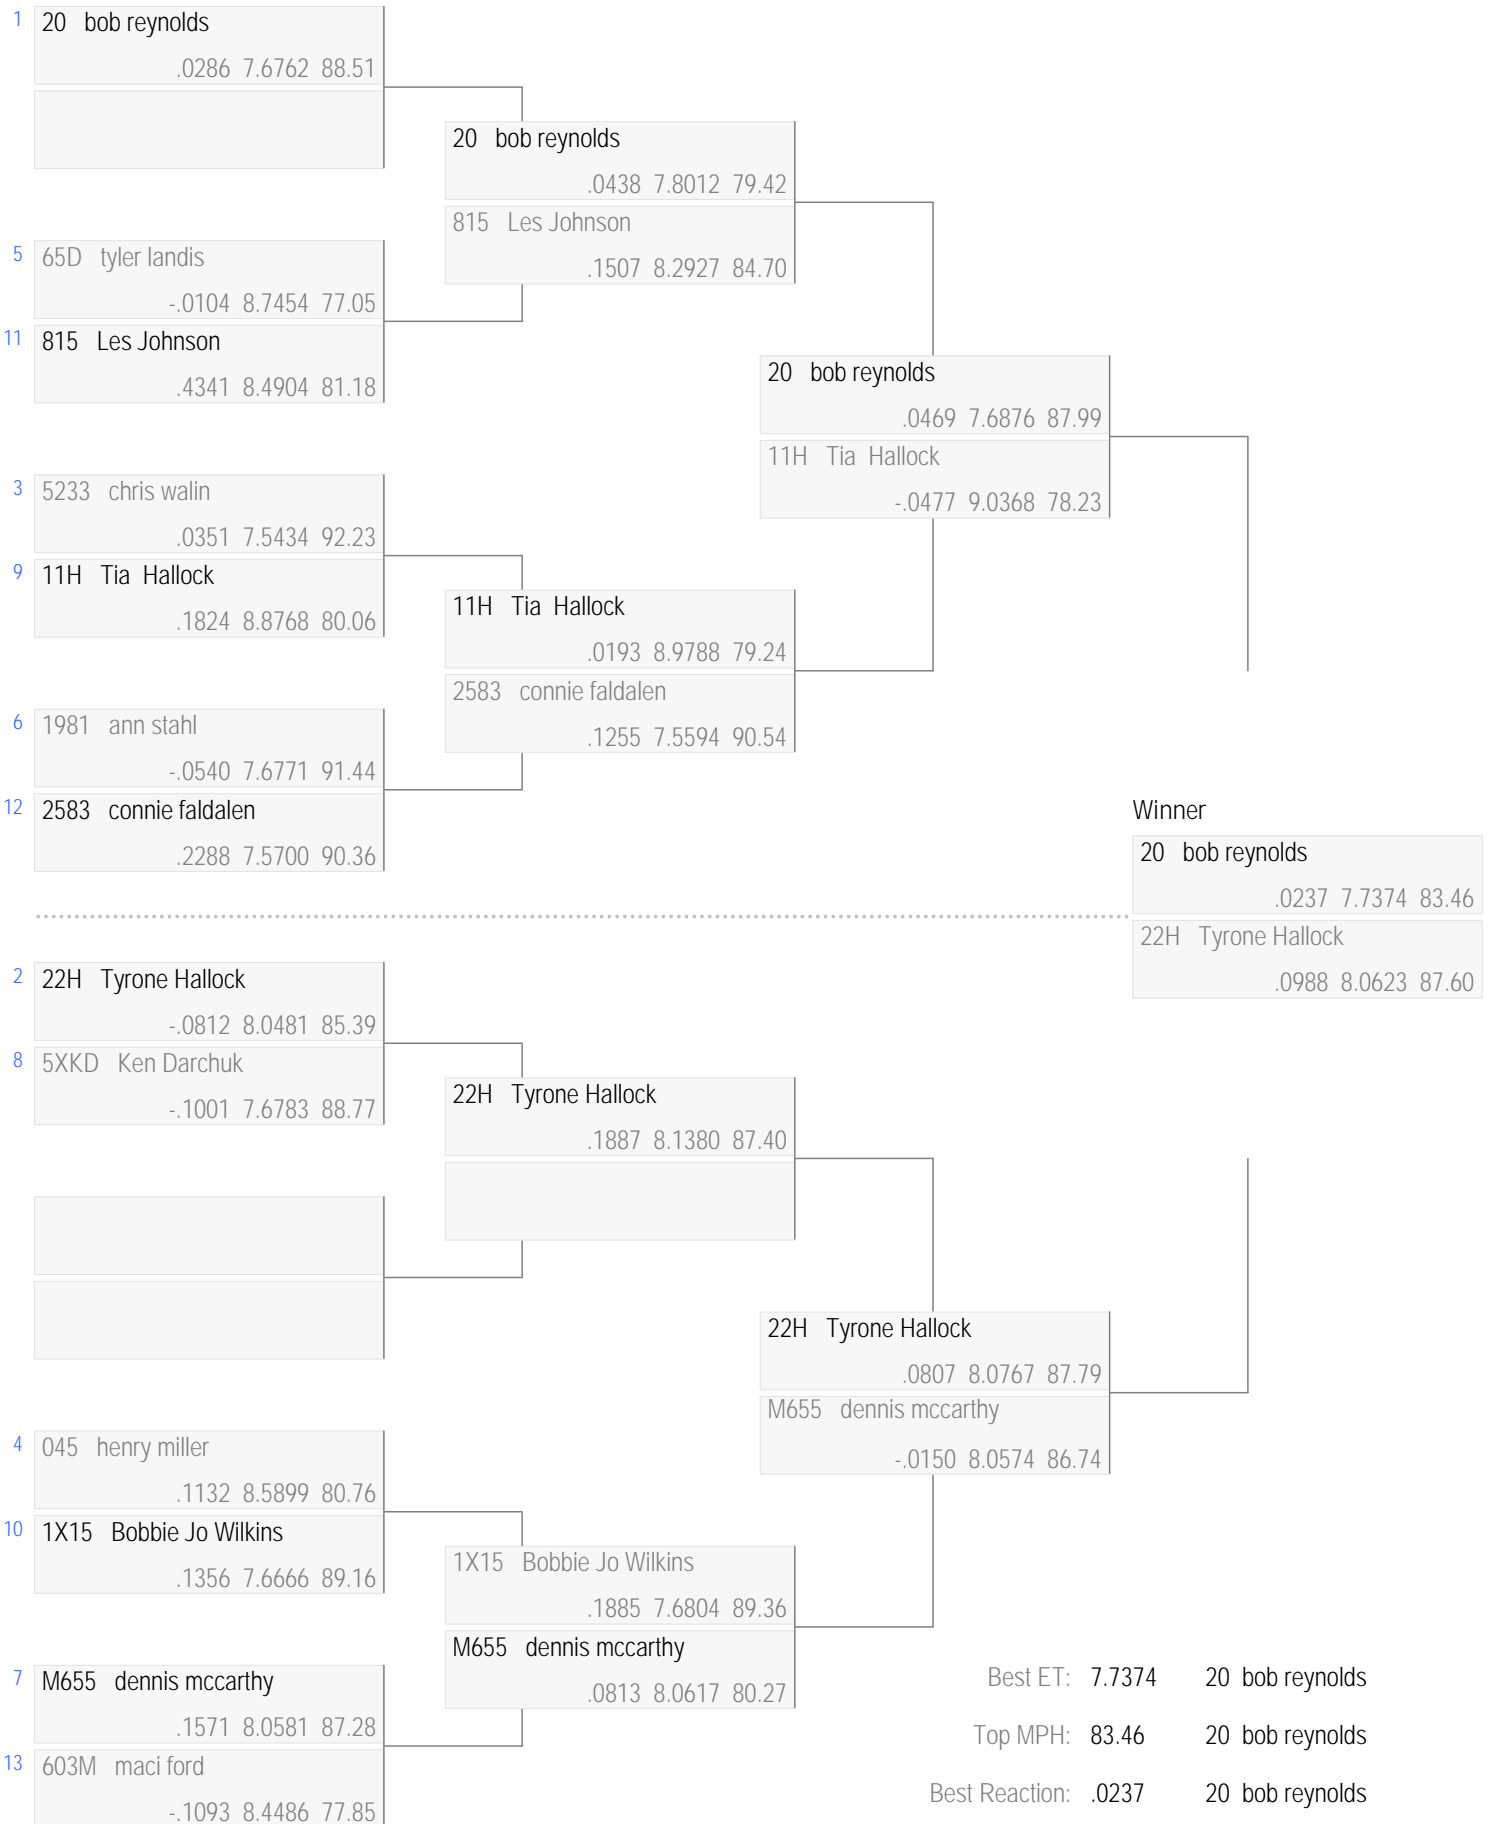 1
20 bob reynolds
.0286 7.6762 88.51
5
65D tyler landis
-.0104 8.7454 77.05
11
815 Les Johnson
.4341 8.4904 81.18
3
5233 chris walin
.0351 7.5434 92.23
9
11H Tia Hallock
.1824 8.8768 80.06
6
1981 ann stahl
-.0540 7.6771 91.44
12
2583 connie faldalen
.2288 7.5700 90.36
2
22H Tyrone Hallock
-.0812 8.0481 85.39
8
5XKD Ken Darchuk
-.1001 7.6783 88.77
4
045 henry miller
.1132 8.5899 80.76
10
1X15 Bobbie Jo Wilkins
.1356 7.6666 89.16
7
M655 dennis mccarthy
.1571 8.0581 87.28
13
603M maci ford
-.1093 8.4486 77.85
20 bob reynolds
.0438 7.8012 79.42
815 Les Johnson
.1507 8.2927 84.70
11H Tia Hallock
.0193 8.9788 79.24
2583 connie faldalen
.1255 7.5594 90.54
22H Tyrone Hallock
.1887 8.1380 87.40
1X15 Bobbie Jo Wilkins
.1885 7.6804 89.36
M655 dennis mccarthy
.0813 8.0617 80.27
20 bob reynolds
.0469 7.6876 87.99
11H Tia Hallock
-.0477 9.0368 78.23
22H Tyrone Hallock
.0807 8.0767 87.79
M655 dennis mccarthy
-.0150 8.0574 86.74
Winner
20 bob reynolds
.0237 7.7374 83.46
22H Tyrone Hallock
.0988 8.0623 87.60
Best ET: 7.7374 20 bob reynolds
Top MPH: 83.46 20 bob reynolds
Best Reaction: .0237 20 bob reynolds